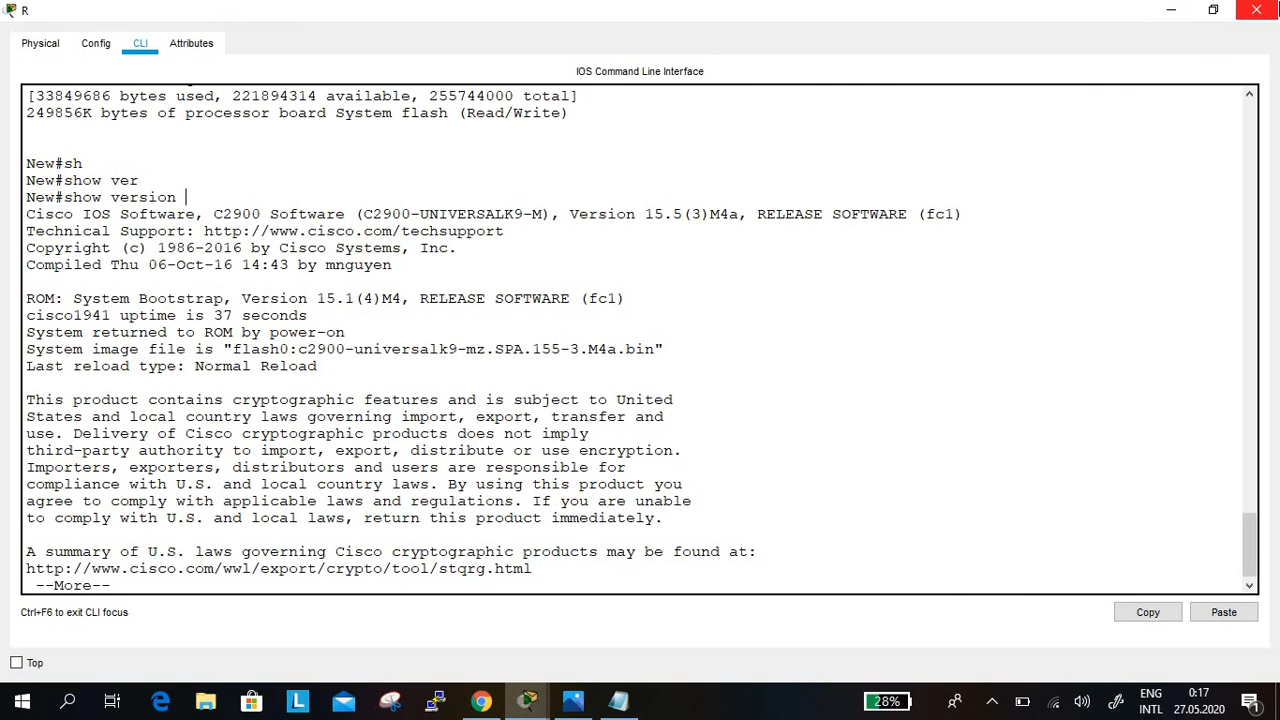 R
Physical Config CLI Attributes
IOS Command Line Interface
[33849686 bytes used, 221894314 available, 255744000 total]
249856K bytes of processor board System flash (Read/Write)
New#sh
New#show ver
New#show version
Cisco IOS Software, C2900 Software (C2900-UNIVERSALK9-M), Version 15.5(3)M4a, RELEASE SOFTWARE (fc1)
Technical Support: http://www.cisco.com/techsupport
Copyright (c) 1986-2016 by Cisco Systems, Inc.
Compiled Thu 06-Oct-16 14:43 by mnguyen
ROM: System Bootstrap, Version 15.1(4)M4, RELEASE SOFTWARE (fc1)
cisco1941 uptime is 37 seconds
System returned to ROM by power-on
System image file is "flash0:c2900-universalk9-mz.SPA.155-3.M4a.bin"
Last reload type: Normal Reload
This product contains cryptographic features and is subject to United
States and local country laws governing import, export, transfer and
use. Delivery of Cisco cryptographic products does not imply
third-party authority to import, export, distribute or use encryption.
Importers, exporters, distributors and users are responsible for
compliance with U.S. and local country laws. By using this product you
agree to comply with applicable laws and regulations. If you are unable
to comply with U.S. and local laws, return this product immediately.
A summary of U.S. laws governing Cisco cryptographic products may be found at:
http://www.cisco.com/wwl/export/crypto/tool/stqrg.html
--More--
Ctrl+F6 to exit CLI focus
Copy Paste
Top
L 28% ENG 0:17
INTL 27.05.2020 1